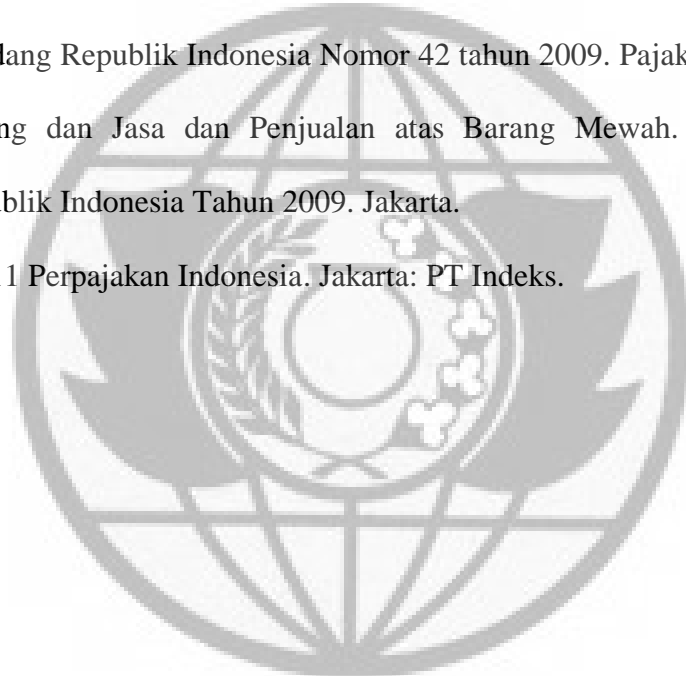 dang Republik Indonesia Nomor 42 tahun 2009. Pajak
ng dan Jasa dan Penjualan atas Barang Mewah.
blik Indonesia Tahun 2009. Jakarta.
1 Perpajakan Indonesia. Jakarta: PT Indeks.